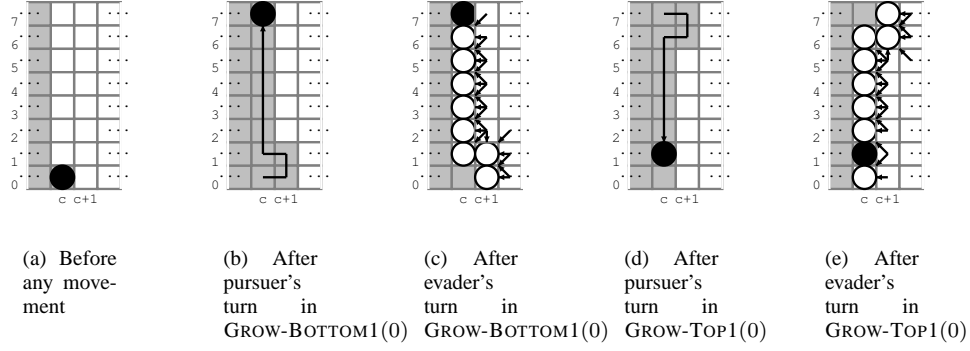 7
6
5
4
3
2
1
0
c c+1
7
6
5
4
3
2
1
0
c c+1
7
6
5
4
3
2
1
0
c c+1
7
6
5
4
3
2
1
0
c c+1
7
6
5
4
3
2
1
0
c c+1
(a) Before
any move-
ment
(b) After
pursuer's
turn in
GROW-BOTTOM1(0)
(c) After
evader's
turn in
GROW-BOTTOM1(0)
(d) After
pursuer's
turn in
GROW-TOP1(0)
(e) After
evader's
turn in
GROW-TOP1(0)